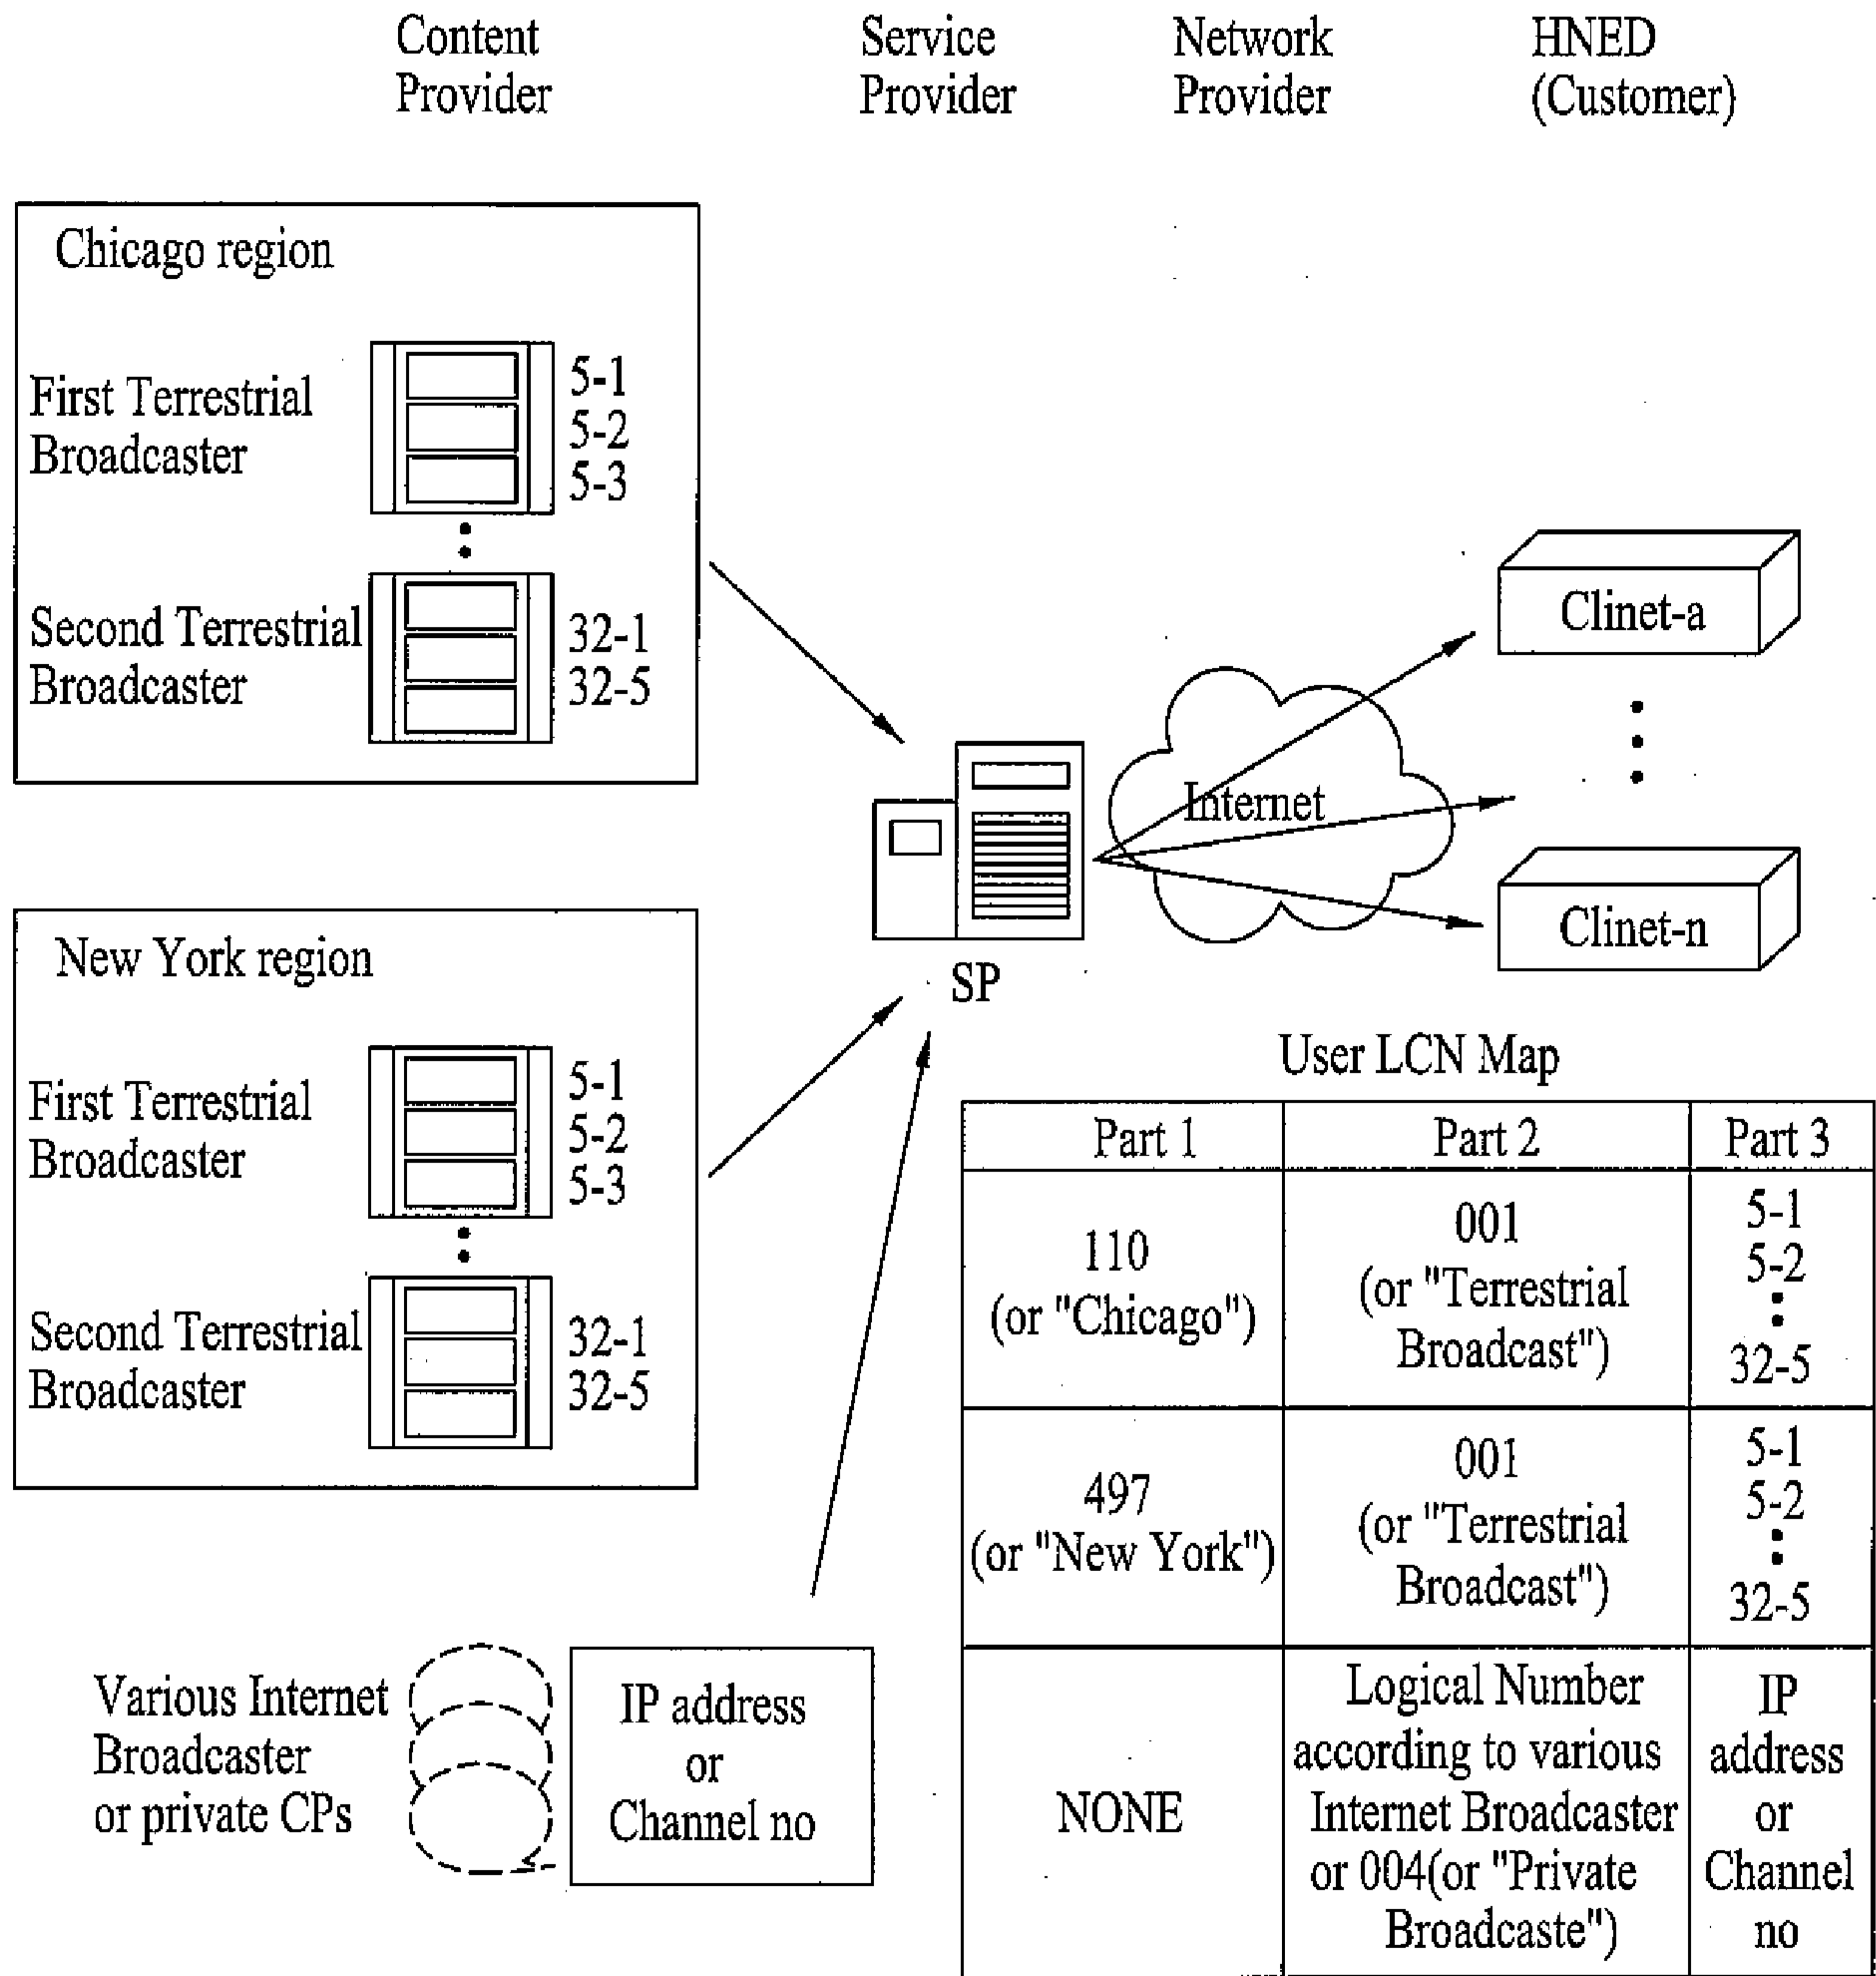 Content
Provider
Service
Provider
Network
Provider
HNED
(Customer)
Chicago region
First Terrestrial
Broadcaster
5-1
5-2
5-3
Second Terrestrial
Broadcaster
32-1
32-5
New York region
First Terrestrial
Broadcaster
5-1
5-2
5-3
Second Terrestrial
Broadcaster
32-1
32-5
Various Internet
Broadcaster
or private CPs
IP address
or
Channel no
SP
Internet
Clinet-a
Clinet-n
User LCN Map
Part 1
Part 2
Part 3
110
(or "Chicago")
001
(or "Terrestrial
Broadcast")
5-1
5-2
32-5
497
(or "New York")
001
(or "Terrestrial
Broadcast")
5-1
5-2
32-5
NONE
Logical Number
according to various
Internet Broadcaster
or 004(or "Private
Broadcaste")
IP
address
or
Channel
no